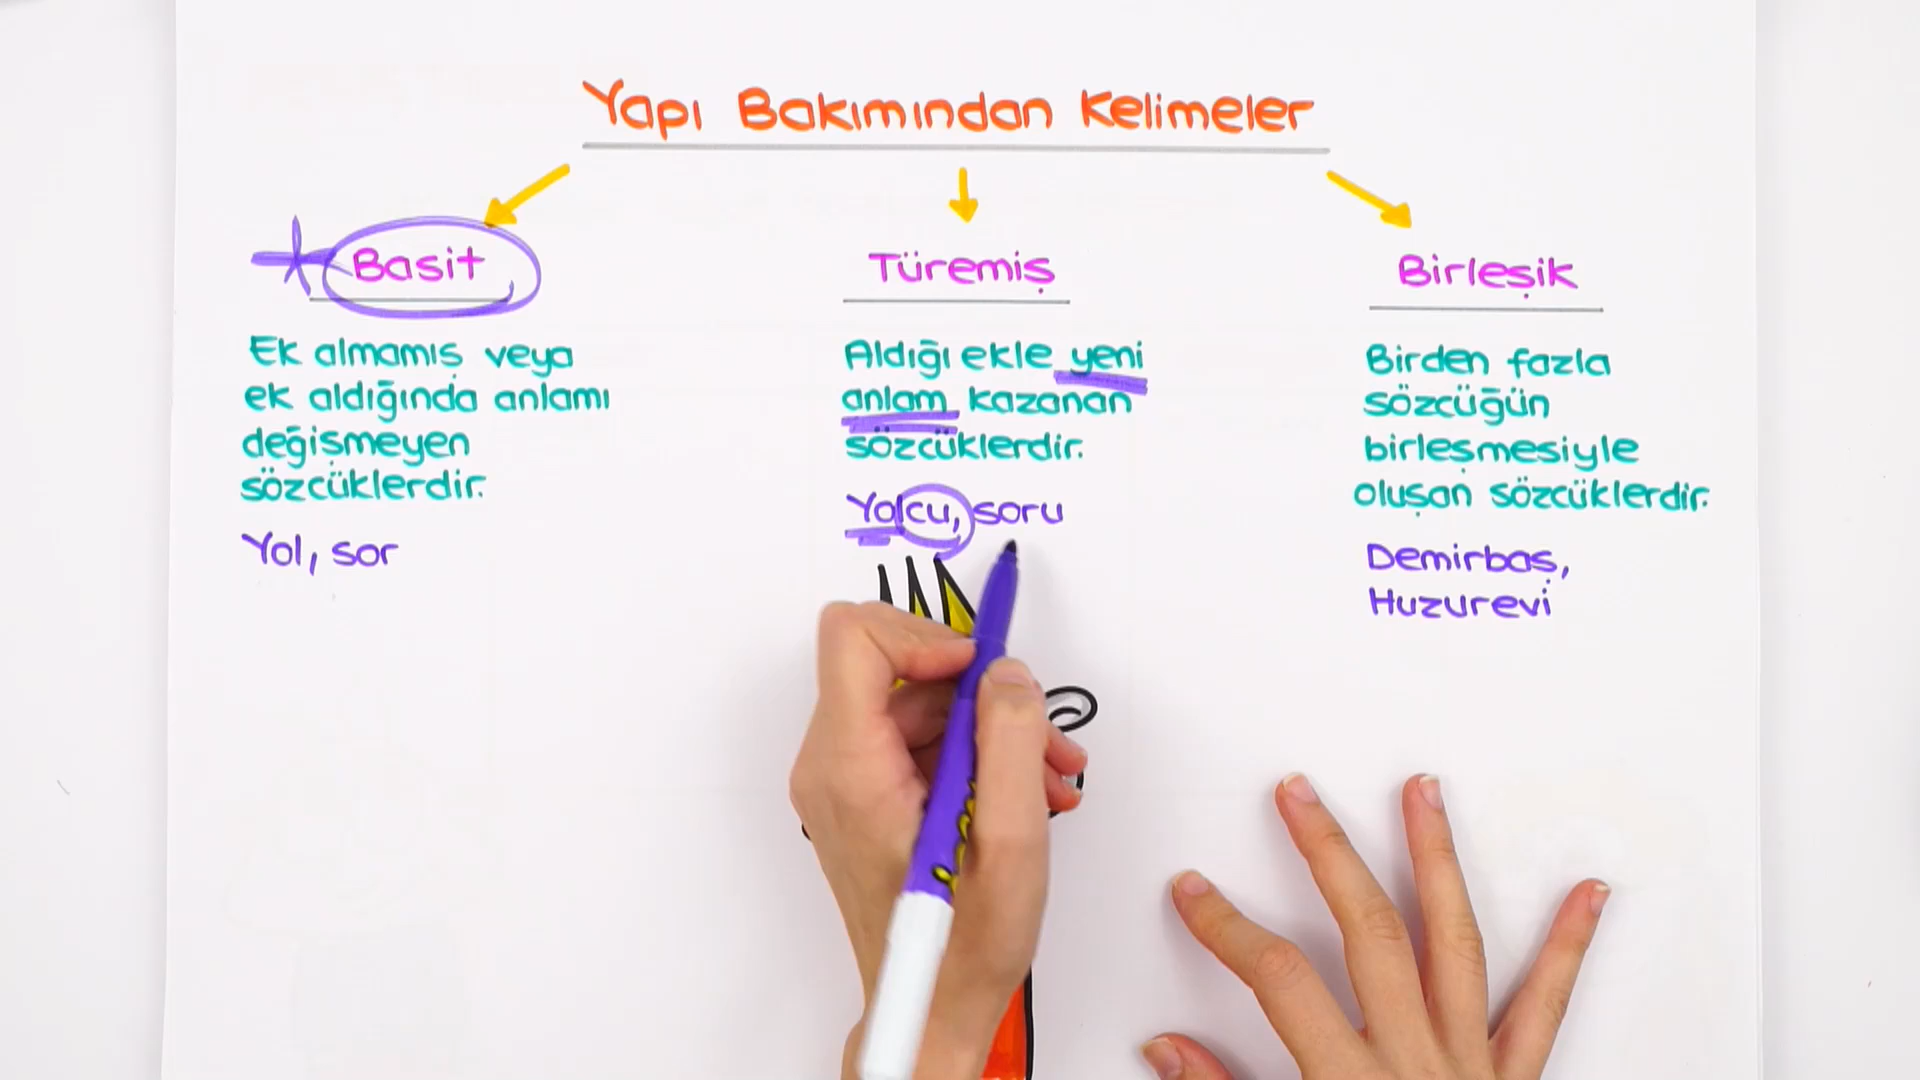 Yapı Bakımından Kelimeler
Basit
Ek almamış veya
ek aldığında anlamı
değişmeyen
sözcüklerdir.
Yol, sor
Türemiş
Aldığı ekle yeni
anlam kazanan
sözcüklerdir.
Yolcu, soru
Birleşik
Birden fazla
sözcüğün
birleşmesiyle
oluşan sözcüklerdir.
Demirbaş,
Huzurevi